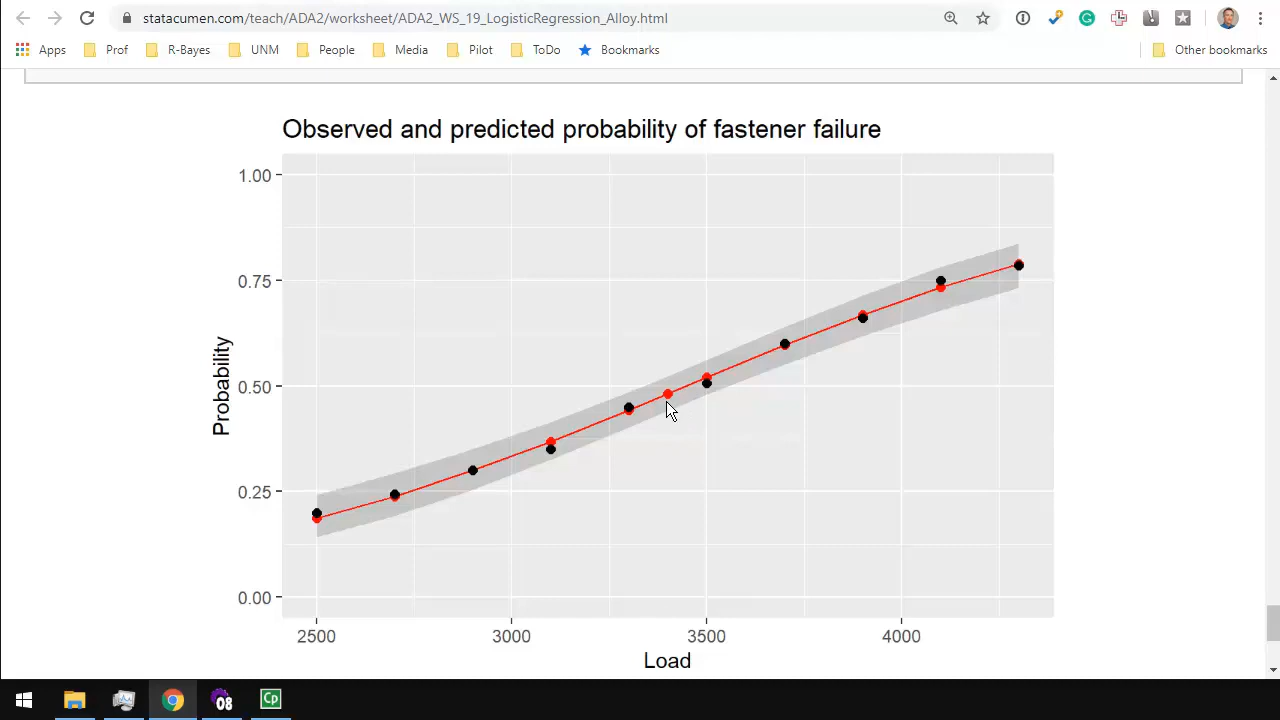 statacumen.com/teach/ADA2/worksheet/ADA2_WS_19_LogisticRegression_Alloy.html
Apps Prof R-Bayes UNM People Media Pilot ToDo Bookmarks Other bookmarks
Observed and predicted probability of fastener failure
1.00
0.75
0.50
0.25
0.00
Probability
2500 3000 3500 4000
Load
08 Cp